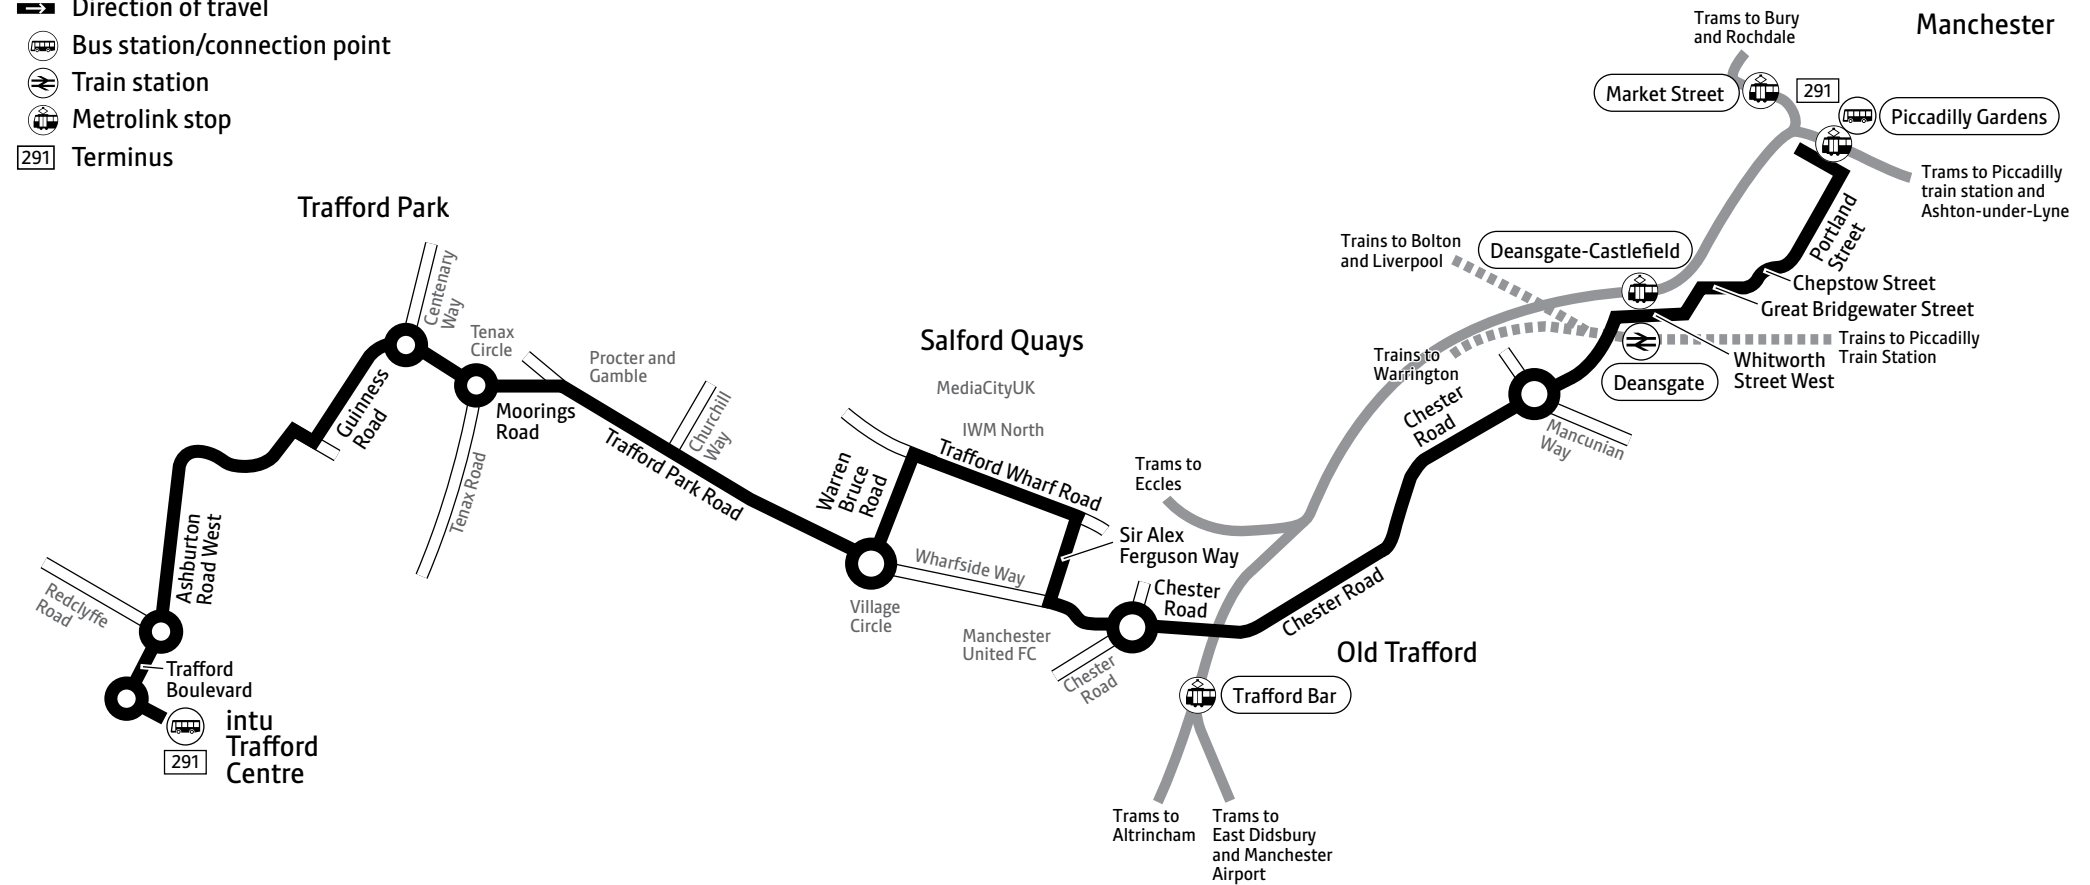 Direction of travel
Bus station/connection point
Train station
Metrolink stop
291 Terminus
Trams to Bury
and Rochdale
Manchester
Market Street
291
Piccadilly Gardens
Trams to Piccadilly
train station and
Ashton-under-Lyne
Portland
Street
Trafford Park
Trains to Bolton
and Liverpool
Deansgate-Castlefield
Chepstow Street
Great Bridgewater Street
Trains to Piccadilly
Train Station
Whitworth
Street West
Deansgate
Trains to
Warrington
Chester
Road
Mancunian
Way
Centenary
Way
Tenax
Circle
Guinness
Road
Moorings
Road
Procter and
Gamble
Churchill
Way
Trafford Park Road
Tenax Road
Salford Quays
MediaCityUK
IWM North
Trafford Wharf Road
Warren
Bruce
Road
Trams to
Eccles
Sir Alex
Ferguson Way
Wharfside Way
Village
Circle
Manchester
United FC
Chester
Road
Chester
Road
Chester Road
Old Trafford
Trafford Bar
Ashburton
Road West
Redclyffe
Road
Trafford
Boulevard
intu
Trafford
Centre
291
Trams to
Altrincham
Trams to
East Didsbury
and Manchester
Airport